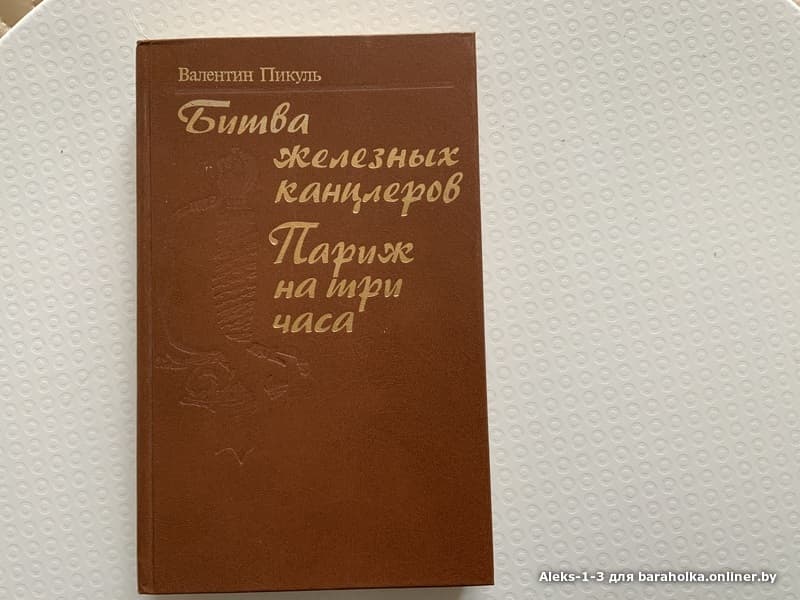 Валентин Пикуль
Битва
железных
канцлеров
Париж
на три
часа
Aleks-1-3 для baraholka.onliner.by